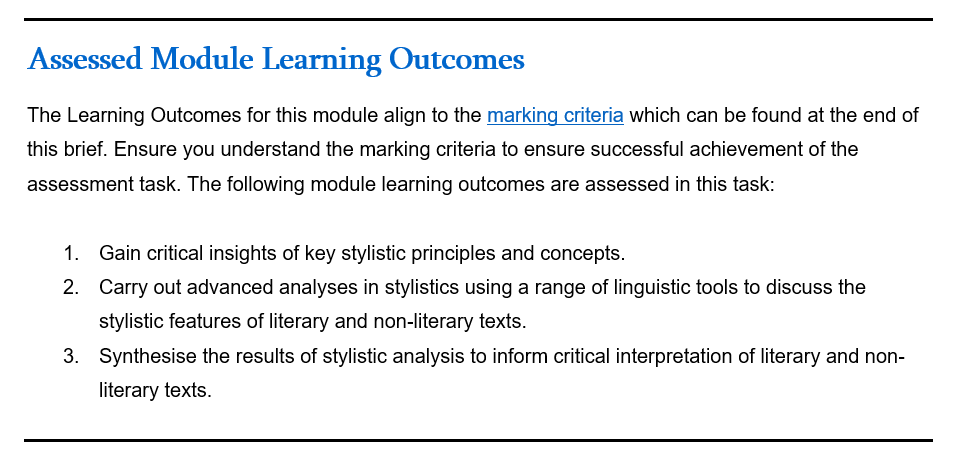 Assessed Module Learning Outcomes
The Learning Outcomes for this module align to the marking criteria which can be found at the end of
this brief. Ensure you understand the marking criteria to ensure successful achievement of the
assessment task. The following module learning outcomes are assessed in this task:
1. Gain critical insights of key stylistic principles and concepts.
2. Carry out advanced analyses in stylistics using a range of linguistic tools to discuss the
stylistic features of literary and non-literary texts.
3. Synthesise the results of stylistic analysis to inform critical interpretation of literary and non-
literary texts.